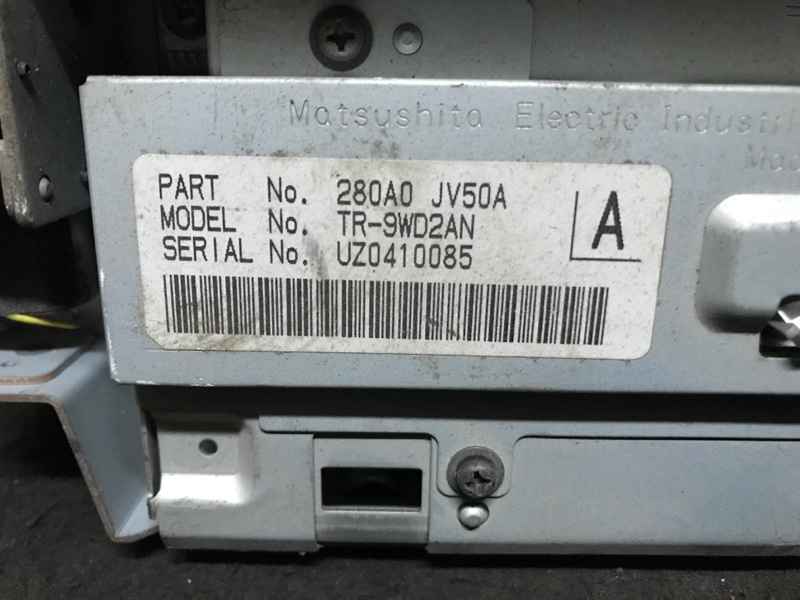 Matsushita Electric Industri
PART No. 280A0 JV50A
MODEL No. TR-9WD2AN
SERIAL No. UZ0410085
A